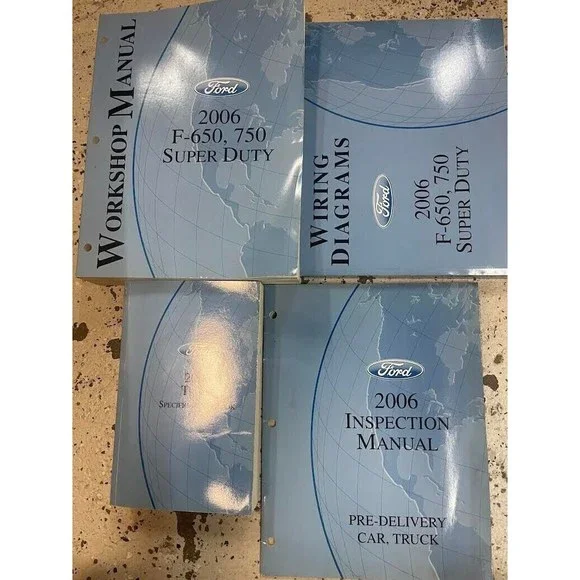 WORKSHOP MANUAL
Ford
2006
F-650, 750
SUPER DUTY
WIRING
DIAGRAMS
Ford
2006
F-650, 750
SUPER DUTY
Ford
2006
INSPECTION
MANUAL
PRE-DELIVERY
CAR, TRUCK